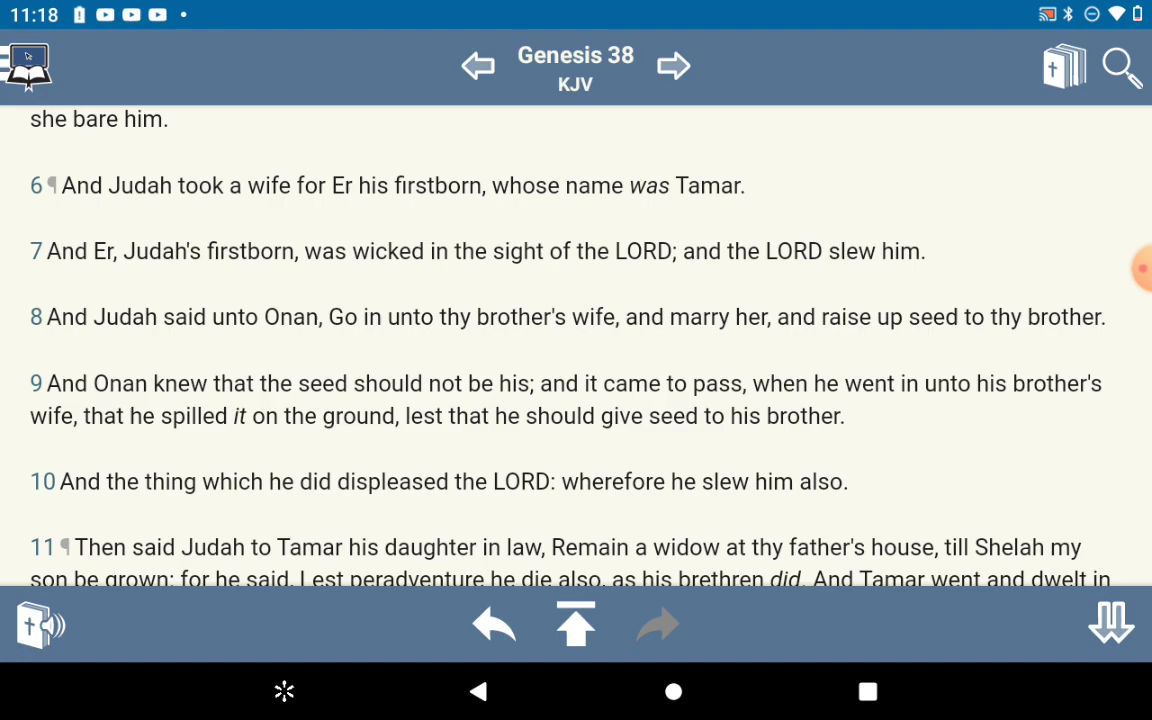 11:18
Genesis 38
KJV
she bare him.
6 ¶ And Judah took a wife for Er his firstborn, whose name was Tamar.
7 And Er, Judah's firstborn, was wicked in the sight of the LORD; and the LORD slew him.
8 And Judah said unto Onan, Go in unto thy brother's wife, and marry her, and raise up seed to thy brother.
9 And Onan knew that the seed should not be his; and it came to pass, when he went in unto his brother's
wife, that he spilled it on the ground, lest that he should give seed to his brother.
10 And the thing which he did displeased the LORD: wherefore he slew him also.
11 ¶ Then said Judah to Tamar his daughter in law, Remain a widow at thy father's house, till Shelah my
son be grown: for he said, Lest peradventure he die also, as his brethren did. And Tamar went and dwelt in